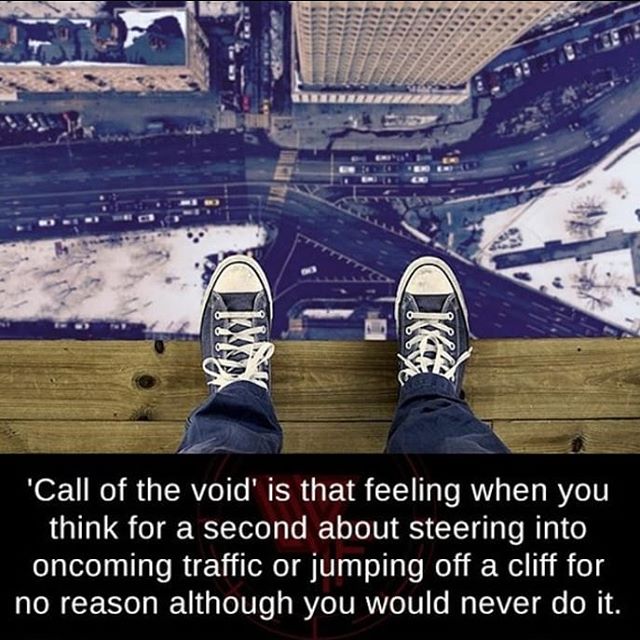 'Call of the void' is that feeling when you
think for a second about steering into
oncoming traffic or jumping off a cliff for
no reason although you would never do it.